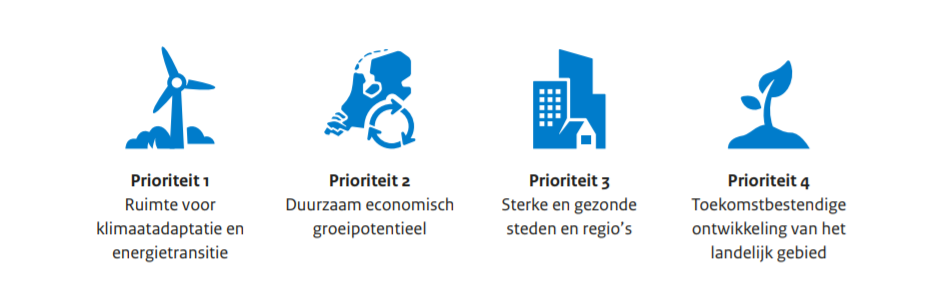 Prioriteit 1
Ruimte voor
klimaatadaptatie en
energietransitie
Prioriteit 2
Duurzaam economisch
groeipotentieel
Prioriteit 3
Sterke en gezonde
steden en regio's
Prioriteit 4
Toekomstbestendige
ontwikkeling van het
landelijk gebied